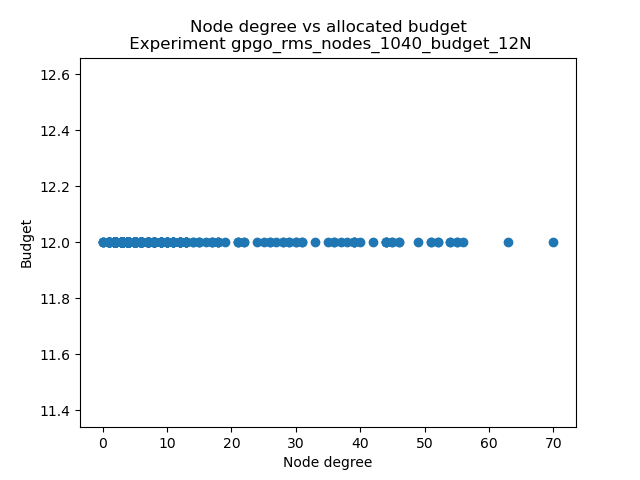 Node degree vs allocated budget
Experiment gpgo_rms_nodes_1040_budget_12N
12.6
12.4
12.2
12.0
11.8
11.6
11.4
Budget
0 10 20 30 40 50 60 70
Node degree